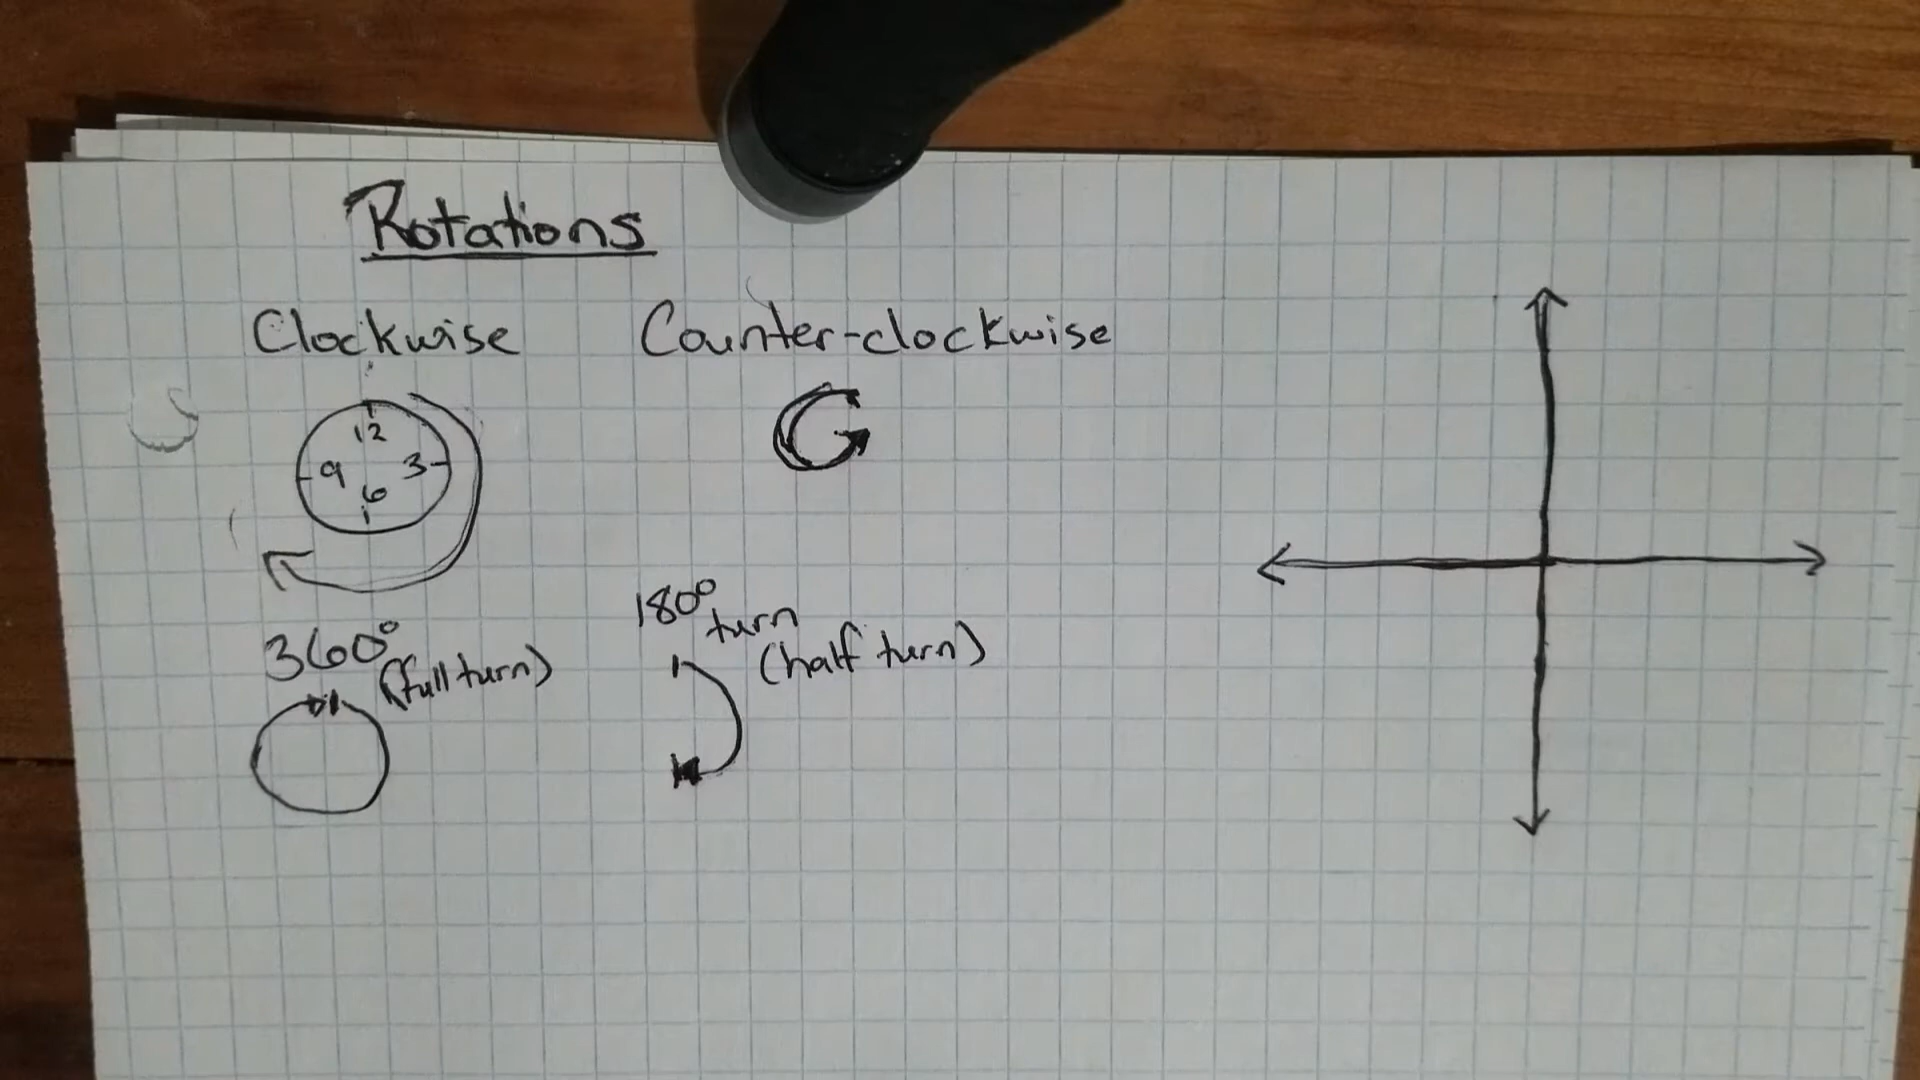 Rotations
Clockwise
Counter-clockwise
12
9 3
6
360°
(full turn)
180°
turn
(half turn)